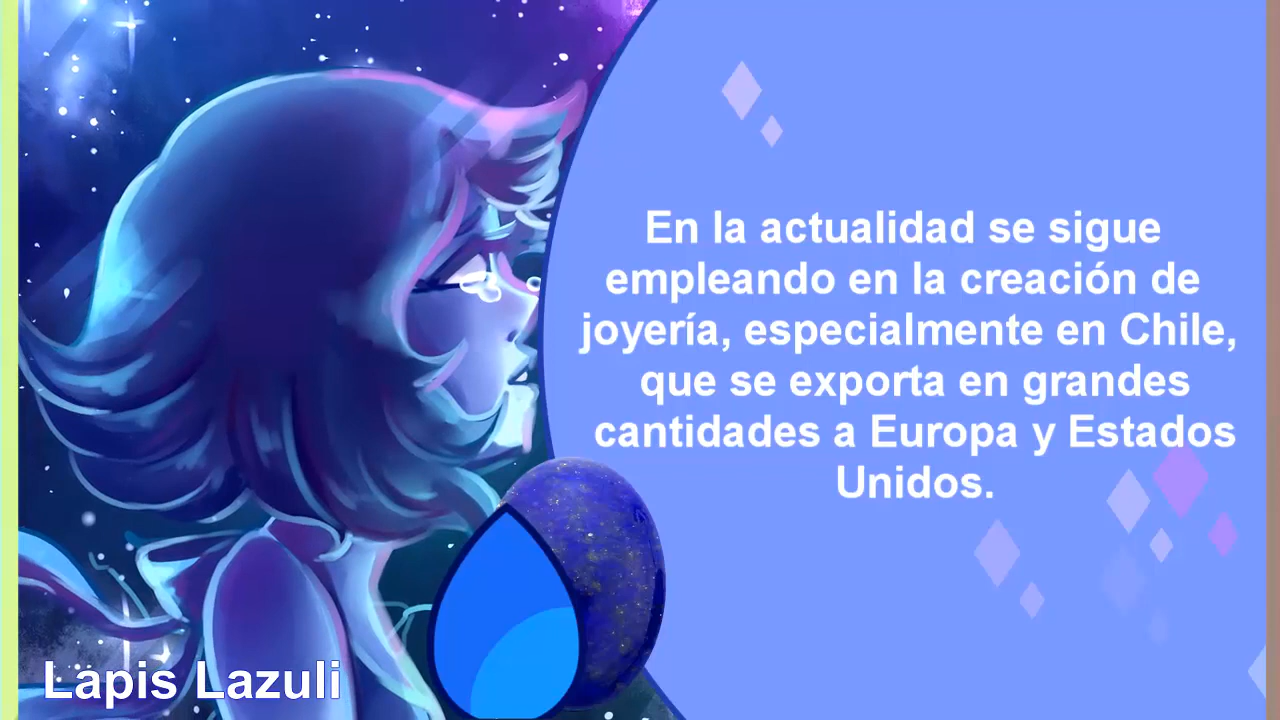 En la actualidad se sigue
empleando en la creación de
joyería, especialmente en Chile,
que se exporta en grandes
cantidades a Europa y Estados
Unidos.
Lapis Lazuli